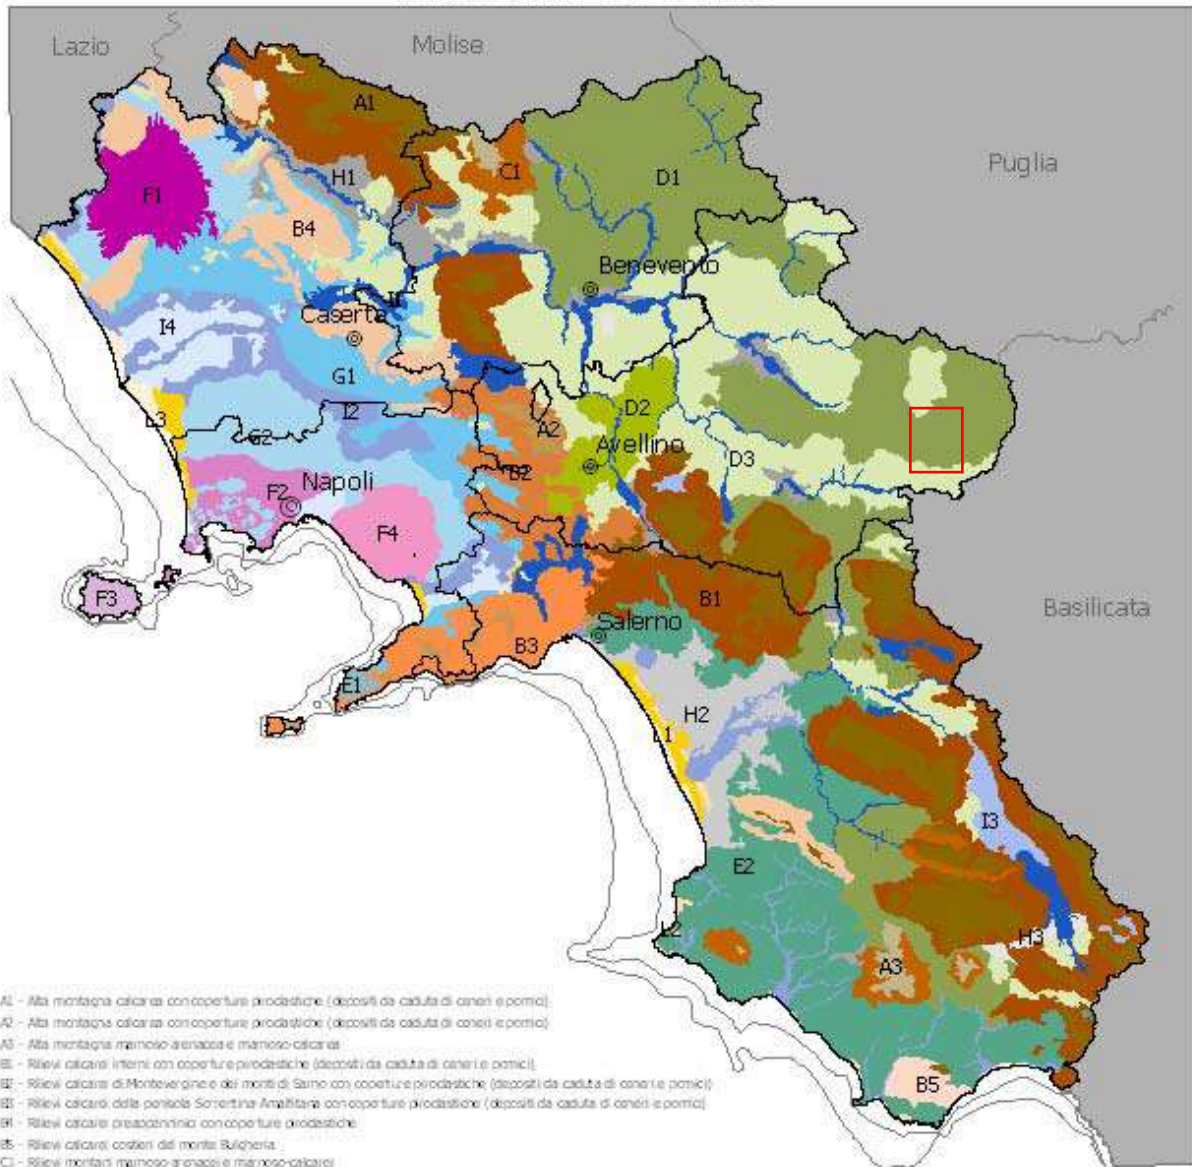 Lazio
Molise
Puglia
Basilicata
A1
F1
H1
C1
D1
B4
Benevento
I4
Caserta
G1
I2
D2
A2
L3
G2
Avellino
D3
B2
F2
Napoli
F4
F3
B1
Salerno
B3
E1
H2
L1
I3
E2
L2
H3
A3
B5
A1 - Alta montagna calcarea con coperture piroclastiche (depositi da caduta di ceneri e pomici)
A2 - Alta montagna calcarea con coperture piroclastiche (depositi da caduta di ceneri e pomici)
A3 - Alta montagna marnoso arenacea e marnoso-calcarea
B1 - Rilievi calcarei interni con coperture piroclastiche (depositi da caduta di ceneri e pomici)
B2 - Rilievi calcarei di Montevergine e dei monti di Sarno con coperture piroclastiche (depositi da caduta di ceneri e pomici)
B3 - Rilievi calcarei della penisola Sorrentina-Amalfitana con coperture piroclastiche (depositi da caduta di ceneri e pomici)
B4 - Rilievi calcarei preappenninici con coperture piroclastiche
B5 - Rilievi calcarei costieri del monte Bulgheria
C1 - Rilievi montani marnoso-arenacei e marnoso-calcarei